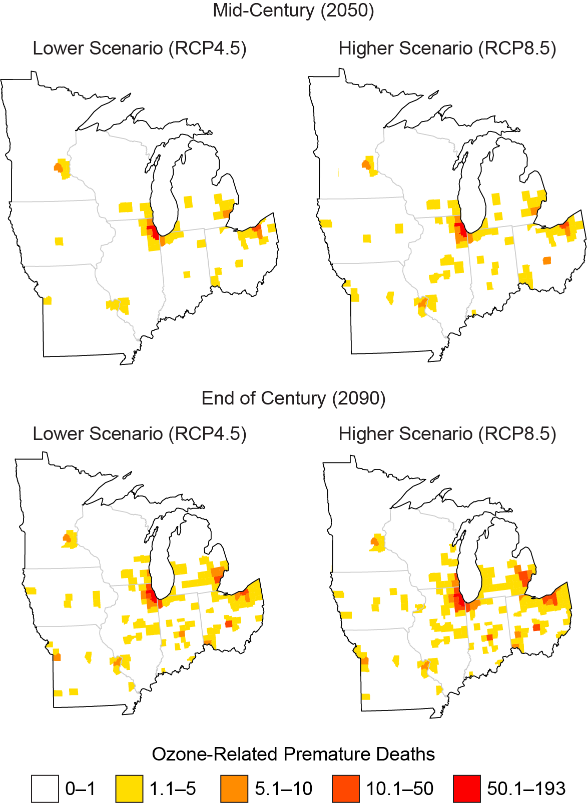 Mid-Century (2050)
Lower Scenario (RCP4.5)
Higher Scenario (RCP8.5)
End of Century (2090)
Lower Scenario (RCP4.5)
Higher Scenario (RCP8.5)
Ozone-Related Premature Deaths
0–1
1.1–5
5.1–10
10.1–50
50.1–193